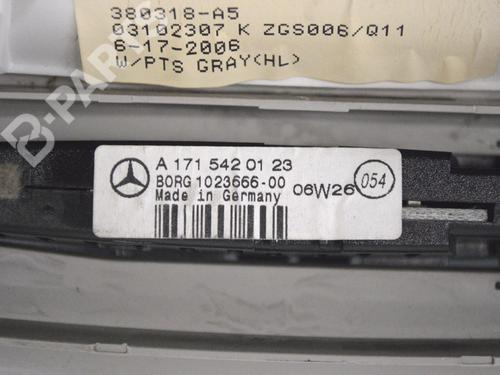 380318-A5
03102307 K ZGS006/Q11
6-17-2006
W/PTS GRAY(HL)
A 171 542 01 23
BORG 1023666-00
Made in Germany
06W26
054
B-PARTS